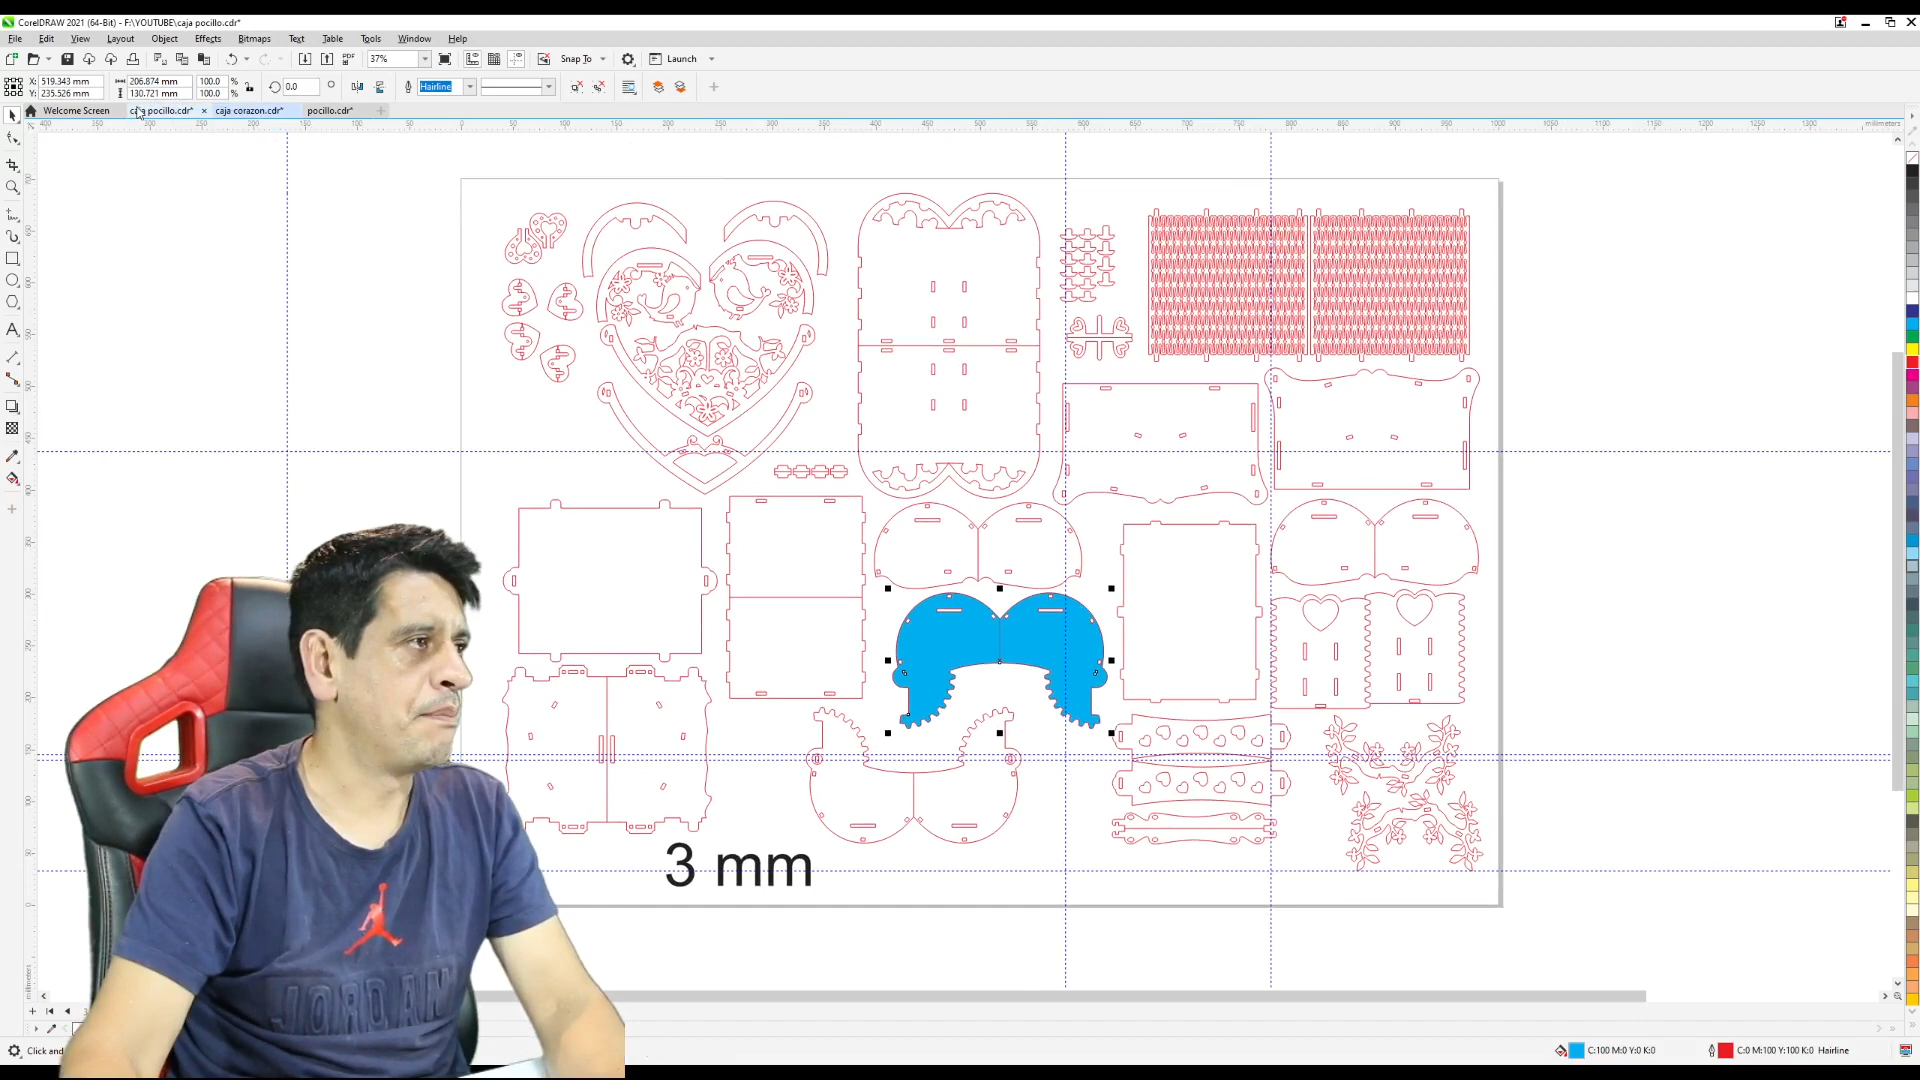 CorelDRAW 2021 (64-Bit) - F:\YOUTUBE\caja pocillo.cdr*
File Edit View Layout Object Effects Bitmaps Text Table Tools Window Help
37% Snap To Launch
X: 519.343 mm 206.874 mm 100.0 % 0.0 Hairline
Y: 235.526 mm 130.721 mm 100.0 %
Welcome Screen pocillo.cdr* caja corazon.cdr* pocillo.cdr*
millimeters
3 mm
JORDAN
Click and
C:100 M:0 Y:0 K:0 C:0 M:100 Y:100 K:0 Hairline